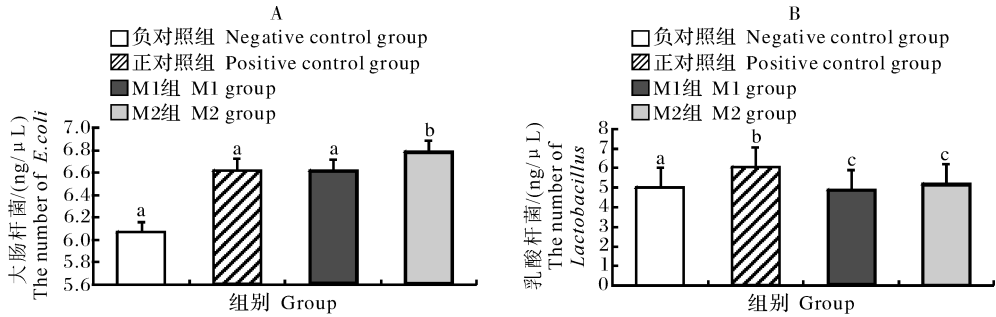 A
负对照组 Negative control group
正对照组 Positive control group
M1组 M1 group
M2组 M2 group
大肠杆菌/(ng/μL)
The number of E.coli
7.0
6.8
6.6
6.4
6.2
6.0
5.8
5.6
a
a
a
b
组别 Group
B
负对照组 Negative control group
正对照组 Positive control group
M1组 M1 group
M2组 M2 group
乳酸杆菌/(ng/μL)
The number of
Lactobacillus
8
7
6
5
4
3
2
1
0
a
b
c
c
组别 Group